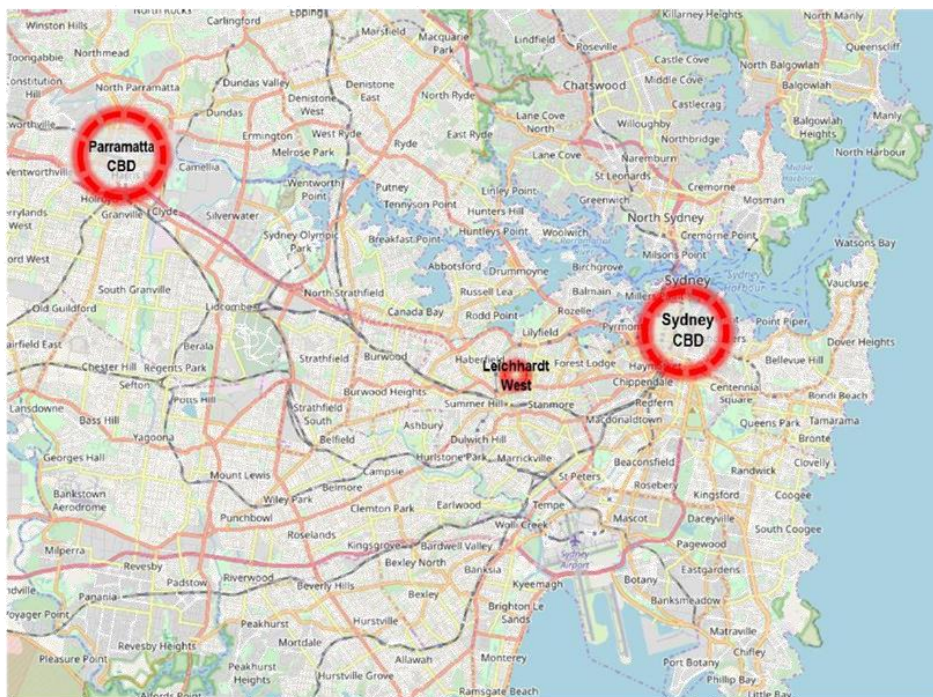 Winston Hills
Carlingford
Epping
Marsfield
Macquarie
Park
Lindfield
Roseville
Killarney Heights
North Manly
Queenscliff
Toongabbie
Northmead
Constitution
Hill
Dundas Valley
Denistone
East
Denistone
West
North Ryde
Chatswood
Castle Cove
Middle Cove
North
Balgowlah
Balgowlah
North Parramatta
Dundas
Ermington
West Ryde
Ryde
East Ryde
Lane Cove
North
Willoughby
Castlecrag
Northbridge
Balgowlah
Heights
Manly
North Harbour
Parramatta
CBD
Camellia
Melrose Park
Lane Cove
Naremburn
St Leonards
Cremorne
Middle
Harbour
Wentworthville
Clyde
Granville
Silverwater
Wentworth
Point
Putney
Tennyson Point
Linley Point
Hunters Hill
Greenwich
Mosman
North Sydney
Cremorne Point
Sydney Olympic
Park
Breakfast Point
Huntleys Point
Woolwich
Milsons Point
Watsons Bay
South Granville
Abbotsford
Drummoyne
Birchgrove
Sydney
Sydney
Harbour
Vaucluse
Old Guildford
Lidcombe
North Strathfield
Canada Bay
Russell Lea
Rodd Point
Balmain
Rozelle
Lilyfield
Sydney
CBD
Point Piper
Dover Heights
Berala
Regents Park
Chester Hill
Sefton
Potts Hill
Strathfield
Burwood
Haberfield
Leichhardt
West
Forest Lodge
Chippendale
Bellevue Hill
Burwood Heights
Summer Hill
Stanmore
Redfern
Macdonaldtown
Centennial
Square
Bondi Beach
Tamarama
Lansdowne
Bass Hill
Yagoona
Strathfield
South
Belfield
Ashbury
Dulwich Hill
Hurlstone Park
Marrickville
Queens Park
Bronte
Clovelly
Georges Hall
Mount Lewis
Campsie
St Peters
Beaconsfield
Randwick
Bankstown
Aerodrome
Wiley Park
Belmore
Clemton Park
Earlwood
Tempe
Rosebery
Kingsford
Coogee
Punchbowl
Roselands
Wolli Creek
Mascot
Daceyville
South Coogee
Milperra
Revesby
Kingsgrove
Bardwell Valley
Sydney
Airport
Pagewood
Padstow
Riverwood
Beverly Hills
Bexley North
Banksia
Eastgardens
Panania
Bexley
Kyeemagh
Botany
Banksmeadow
Voyager Point
Peakhurst
Hurstville
Brighton Le
Sands
Matraville
Revesby Heights
Mortdale
Chifley
Pleasure Point
Peakhurst
Heights
Allawah
Monterey
Port Botany
Phillip Bay
Alfords Point
Hurstville Grove
Ramsgate Beach
Little Bay